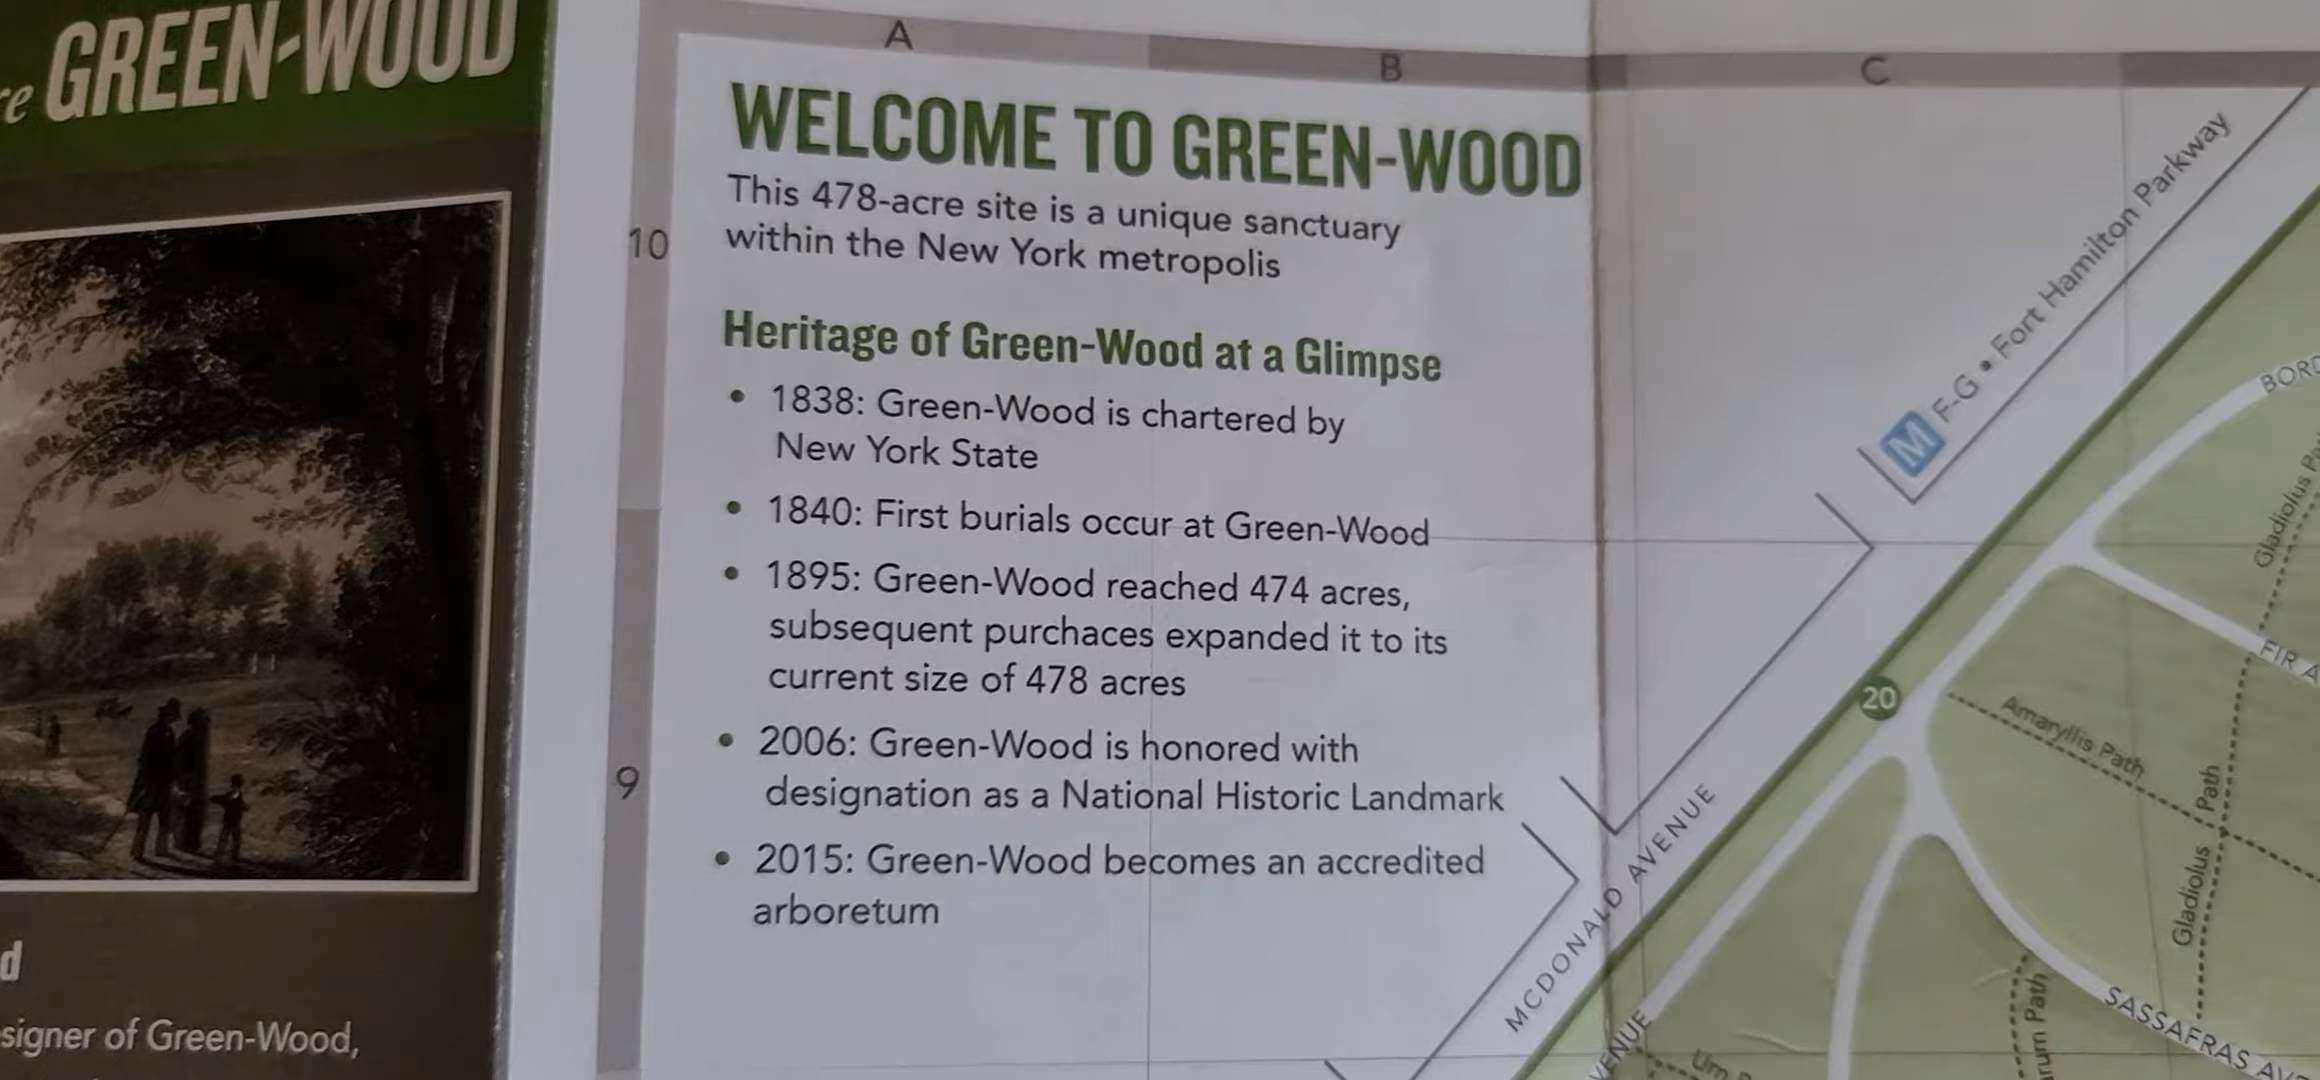 GREEN-WOOD
d
signer of Green-Wood,
A
B
C
10
9
WELCOME TO GREEN-WOOD
This 478-acre site is a unique sanctuary
within the New York metropolis
Heritage of Green-Wood at a Glimpse
• 1838: Green-Wood is chartered by
New York State
• 1840: First burials occur at Green-Wood
• 1895: Green-Wood reached 474 acres,
subsequent purchaces expanded it to its
current size of 478 acres
• 2006: Green-Wood is honored with
designation as a National Historic Landmark
• 2015: Green-Wood becomes an accredited
arboretum
M F-G • Fort Hamilton Parkway
MCDONALD AVENUE
20
Gladiolus
FIR
Amaryllis Path
Gladiolus Path
SASSAFRAS
Path
Urn